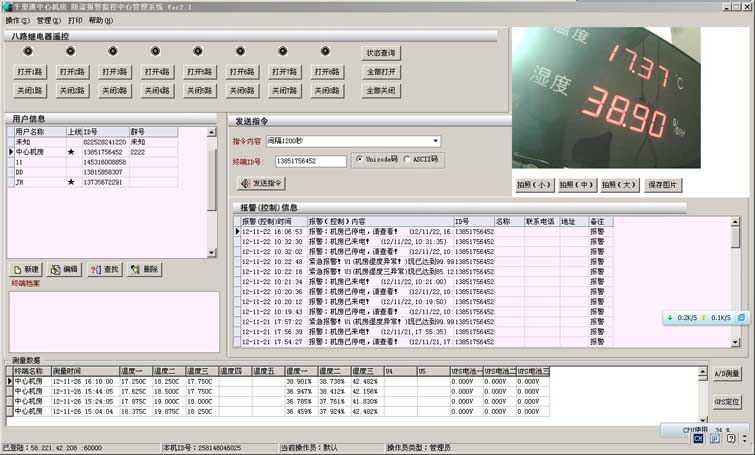 千里溪中心机房 防盗报警监控中心管理系统 Ver2.1
操作(S) 管理(Z) 打印 帮助(H)
八路继电器遥控
打开1路 打开2路 打开3路 打开4路 打开5路 打开6路 打开7路 打开8路
关闭1路 关闭2路 关闭3路 关闭4路 关闭5路 关闭6路 关闭7路 关闭8路
状态查询
全部打开
全部关闭
温度 17.37 ℃
湿度 38.90 %RH
拍照(小) 拍照(中) 拍照(大) 保存图片
用户信息
用户名称 上线 ID号 群号
未知 822528241220 未知
中心机房 ★ 13851756452 2222
11 145316008858
DD 13815858307
JH ★ 13735672291
新建 编辑 查找 删除
终端档案
发送指令
指令内容 间隔1200秒
终端ID号: 13851756452 Unicode码 ASCII码
发送指令
报警(控制)信息
报警(控制)时间 报警(控制)内容 ID号 名称 联系电话 地址 备注
12-11-22 16:06:53 报警:机房已停电,请查看! (12/11/22,16: 13851756452 报警
12-11-22 10:32:30 报警:机房已来电! (12/11/22,10:31:35) 13851756452 报警
12-11-22 10:32:02 报警:机房已停电,请查看! (12/11/22,10: 13851756452 报警
12-11-22 10:22:48 紧急报警!V1(机房湿度异常!)现已达到99.99 13851756452 报警
12-11-22 10:22:18 紧急报警!V3(机房湿度三异常!)现已达到85.12 13851756452 报警
12-11-22 10:21:34 报警:机房已来电! (12/11/22,10:21:00) 13851756452 报警
12-11-22 10:20:36 报警:机房已停电,请查看! (12/11/22,10: 13851756452 报警
12-11-22 10:20:12 报警:机房已来电! (12/11/22,10:19:50) 13851756452 报警
12-11-22 10:19:43 报警:机房已停电,请查看! (12/11/22,10: 13851756452 报警
12-11-21 17:57:22 紧急报警!V1(机房湿度异常!)现已达到99.99 13851756452 报警
12-11-21 17:56:39 报警:机房已来电! (12/11/21,17:55:35) 13851756452 报警
12-11-21 17:54:27 报警:机房已停电,请查看! (12/11/21,17: 13851756452 报警
0.2K/S 0.1K/S
测量数据
终端名称 测量时间 温度一 温度二 温度三 温度四 温度五 湿度一 湿度二 湿度三 U4 U5 UPS电池一 UPS电池二 UPS电池三
中心机房 12-11-26 16:10:00 17.250C 18.250C 17.750C 38.901% 38.738% 42.482% 0.000V 0.000V 0.000V
中心机房 12-11-26 15:44:05 17.625C 18.500C 17.750C 36.947% 38.412% 42.156% 0.000V 0.000V 0.000V
中心机房 12-11-26 15:24:05 17.875C 19.000C 18.000C 36.785% 37.761% 41.830% 0.000V 0.000V 0.000V
中心机房 12-11-26 15:04:04 18.375C 19.875C 18.250C 36.459% 37.924% 42.482% 0.000V 0.000V 0.000V
A/D测量
GPS定位
CPU使用 34 %
已登陆:58.221.42.208 :60000 本机ID号:258148046025 当前操作员:默认 操作员类型:管理员
CH